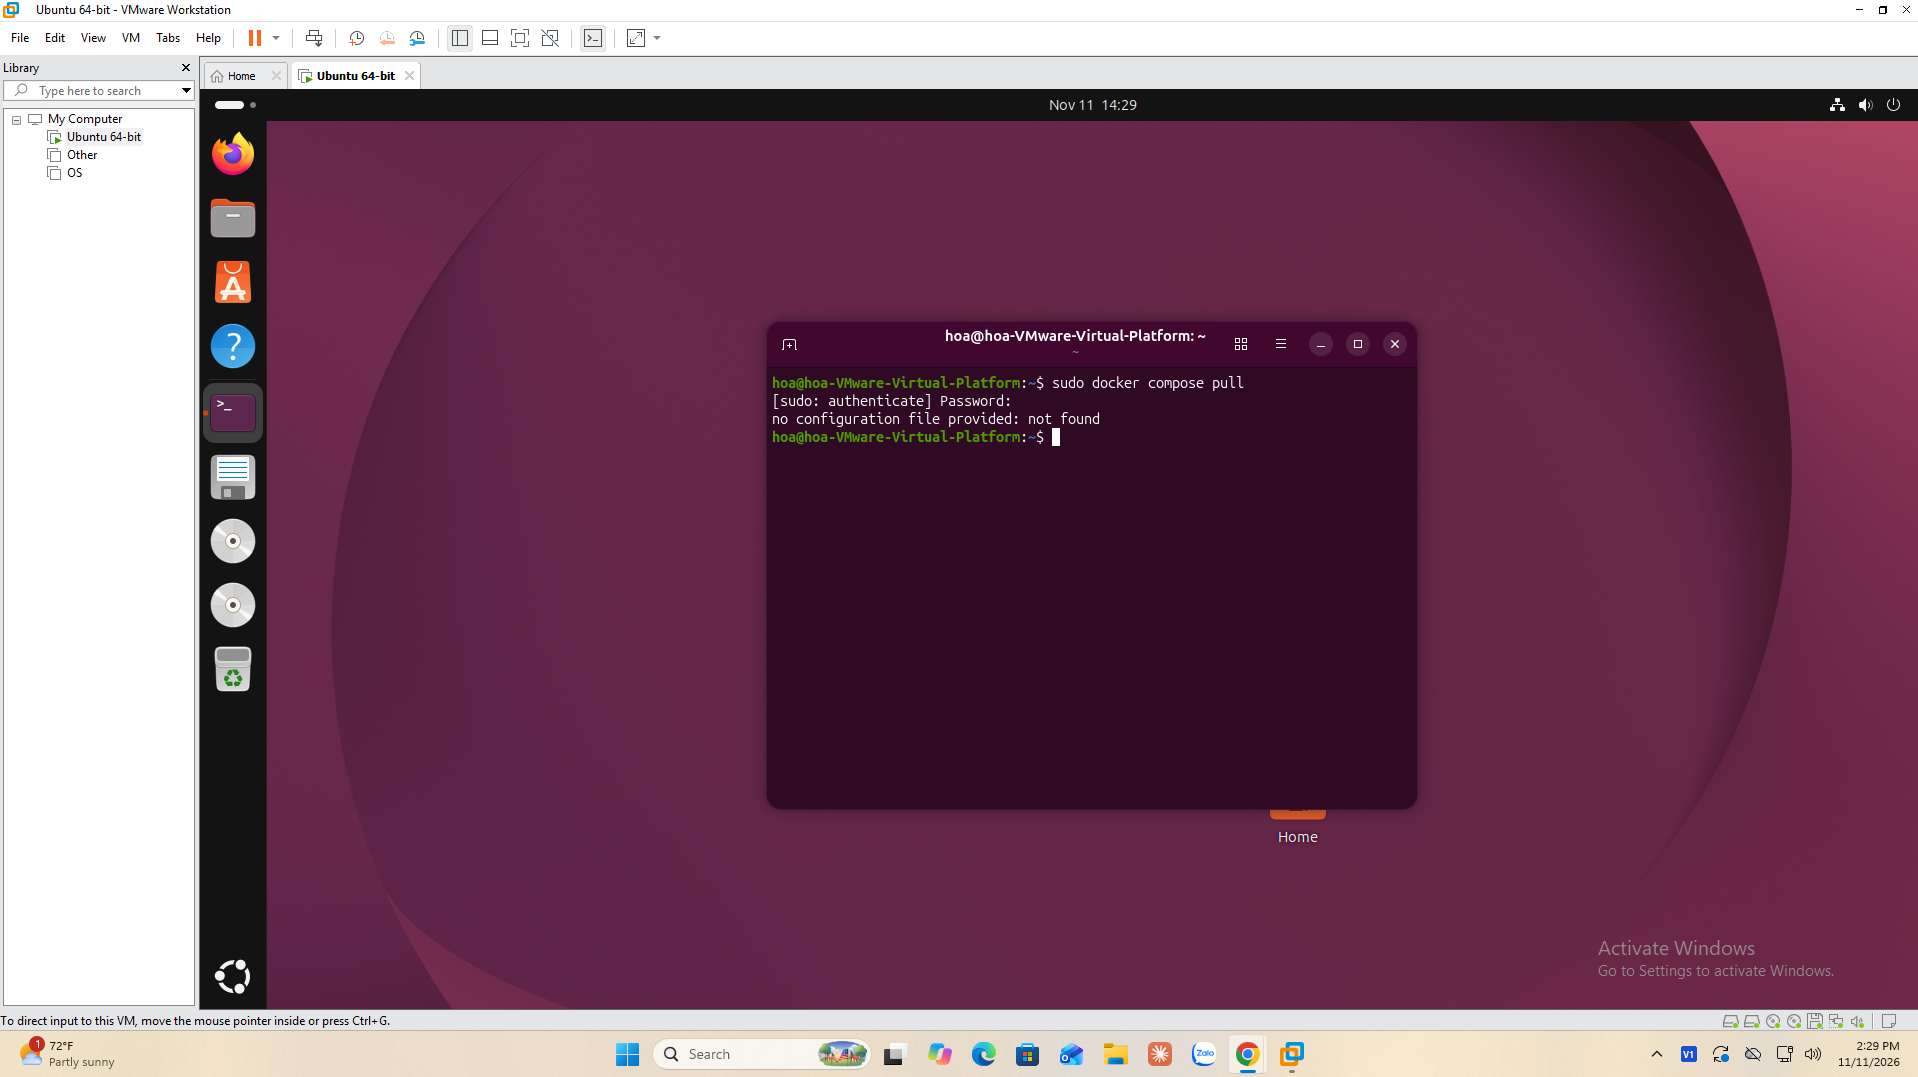 Ubuntu 64-bit - VMware Workstation
File Edit View VM Tabs Help
Library
Type here to search
My Computer
Ubuntu 64-bit
Other
OS
Home
Ubuntu 64-bit
Nov 11 14:29
hoa@hoa-VMware-Virtual-Platform: ~
~
hoa@hoa-VMware-Virtual-Platform:~$ sudo docker compose pull
[sudo: authenticate] Password:
no configuration file provided: not found
hoa@hoa-VMware-Virtual-Platform:~$
Home
Activate Windows
Go to Settings to activate Windows.
To direct input to this VM, move the mouse pointer inside or press Ctrl+G.
1
72°F
Partly sunny
Search
Zalo
V1
2:29 PM
11/11/2026